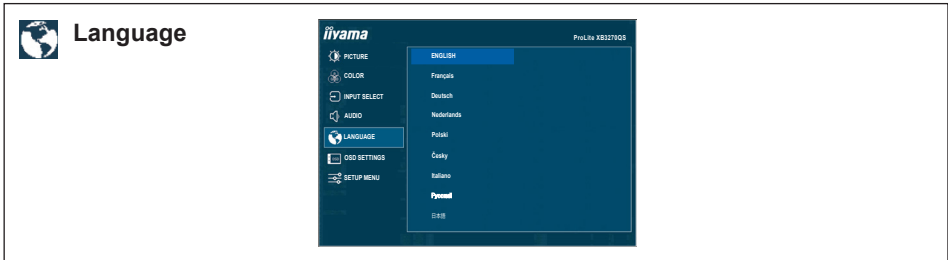 Language
iiyama
ProLite XB3270QS
PICTURE
COLOR
INPUT SELECT
AUDIO
LANGUAGE
OSD SETTINGS
SETUP MENU
ENGLISH
Français
Deutsch
Nederlands
Polski
Česky
Italiano
Русский
日本語